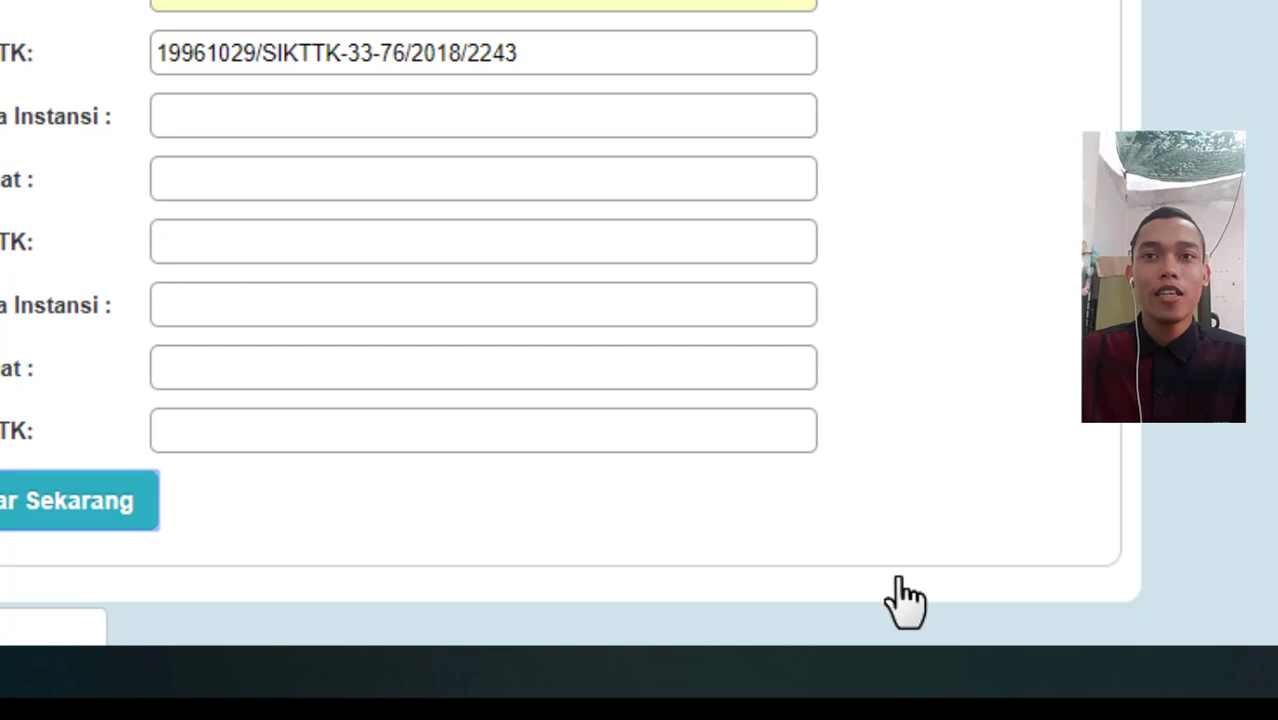 TK:
19961029/SIKTTK-33-76/2018/2243
a Instansi :
at :
TK:
a Instansi :
at :
TK:
ar Sekarang